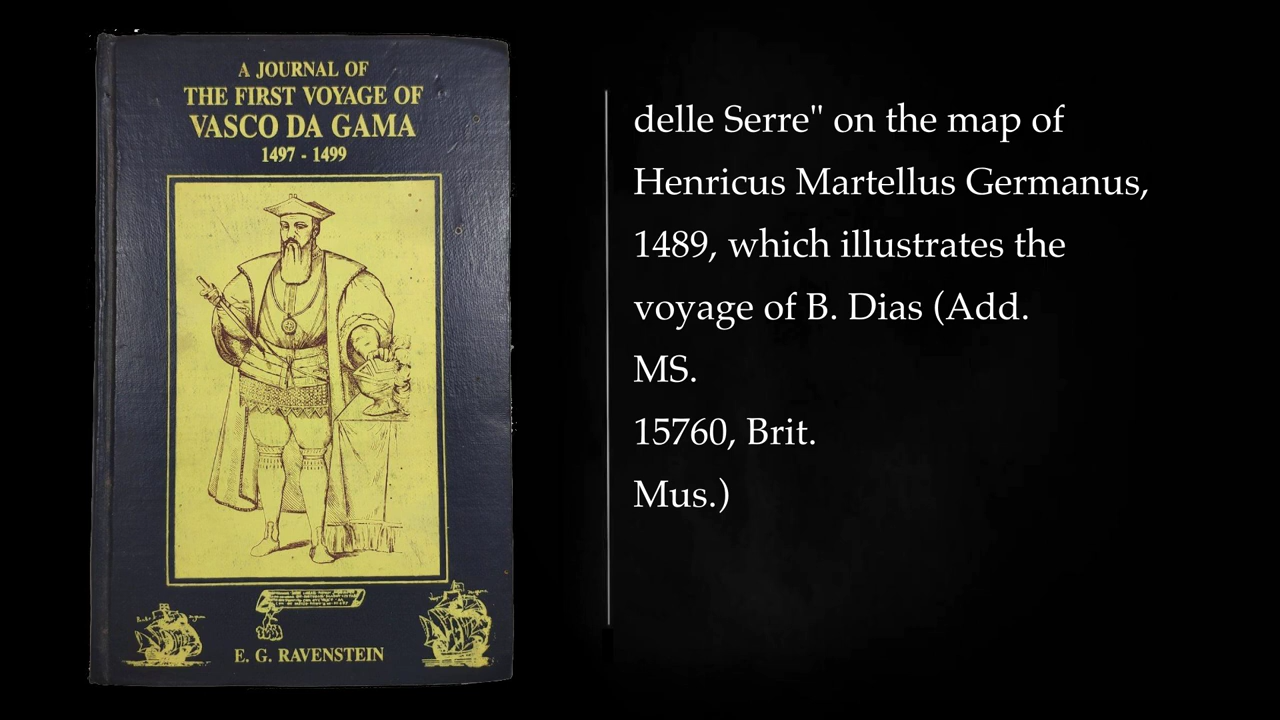 A JOURNAL OF
THE FIRST VOYAGE OF
VASCO DA GAMA
1497 - 1499
E. G. RAVENSTEIN
delle Serre" on the map of
Henricus Martellus Germanus,
1489, which illustrates the
voyage of B. Dias (Add.
MS.
15760, Brit.
Mus.)